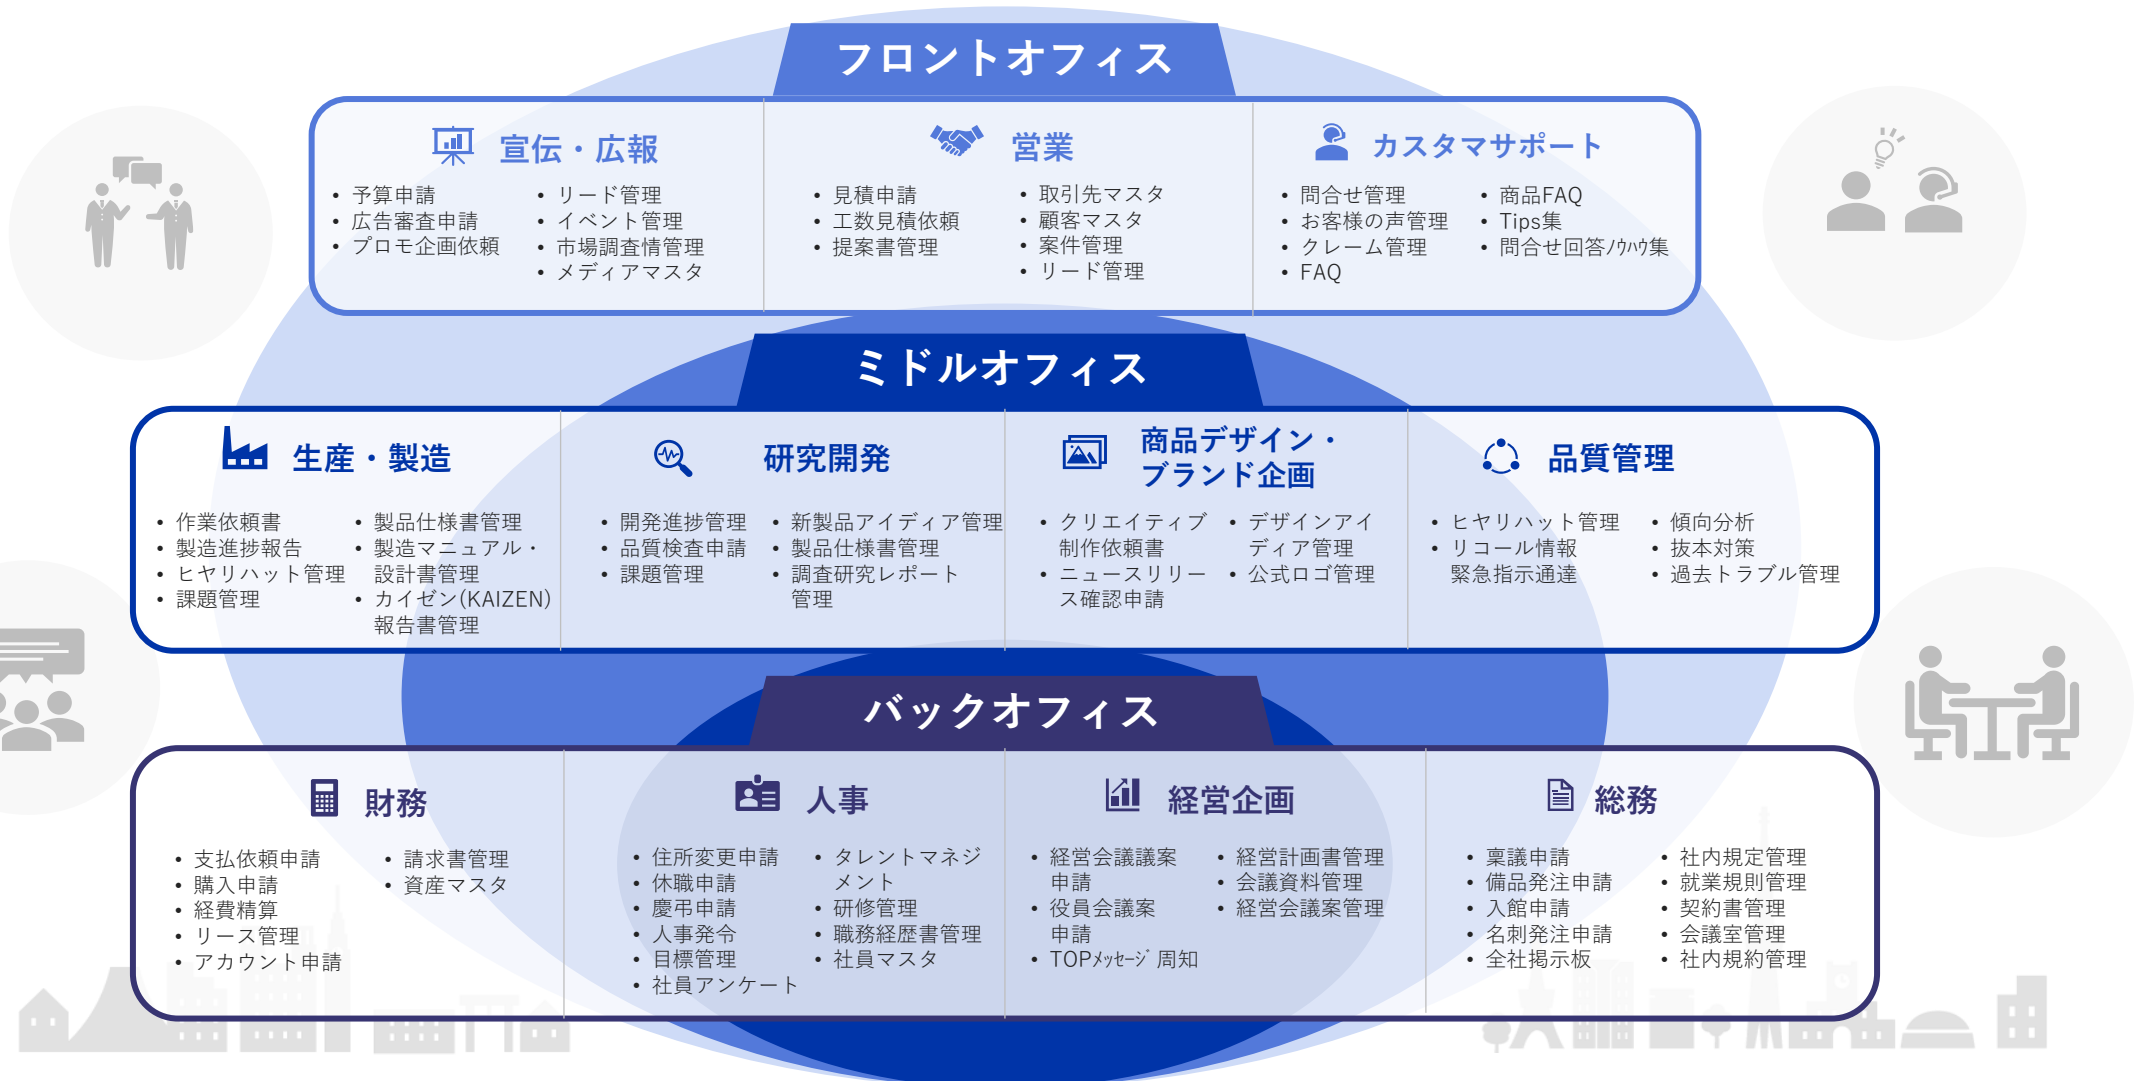 フロントオフィス
宣伝・広報
• 予算申請
• 広告審査申請
• プロモ企画依頼
• リード管理
• イベント管理
• 市場調査情管理
• メディアマスタ
営業
• 見積申請
• 工数見積依頼
• 提案書管理
• 取引先マスタ
• 顧客マスタ
• 案件管理
• リード管理
カスタマサポート
• 問合せ管理
• お客様の声管理
• クレーム管理
• FAQ
• 商品FAQ
• Tips集
• 問合せ回答ﾉｳﾊｳ集
ミドルオフィス
生産・製造
• 作業依頼書
• 製造進捗報告
• ヒヤリハット管理
• 課題管理
• 製品仕様書管理
• 製造マニュアル・
設計書管理
• カイゼン(KAIZEN)
報告書管理
研究開発
• 開発進捗管理
• 品質検査申請
• 課題管理
• 新製品アイディア管理
• 製品仕様書管理
• 調査研究レポート
管理
商品デザイン・
ブランド企画
• クリエイティブ
制作依頼書
• ニュースリリー
ス確認申請
• デザインアイ
ディア管理
• 公式ロゴ管理
品質管理
• ヒヤリハット管理
• リコール情報
緊急指示通達
• 傾向分析
• 抜本対策
• 過去トラブル管理
バックオフィス
財務
• 支払依頼申請
• 購入申請
• 経費精算
• リース管理
• アカウント申請
• 請求書管理
• 資産マスタ
人事
• 住所変更申請
• 休職申請
• 慶弔申請
• 人事発令
• 目標管理
• 社員アンケート
• タレントマネジ
メント
• 研修管理
• 職務経歴書管理
• 社員マスタ
経営企画
• 経営会議議案
申請
• 役員会議案
申請
• TOPﾒｯｾｰｼﾞ周知
• 経営計画書管理
• 会議資料管理
• 経営会議案管理
総務
• 稟議申請
• 備品発注申請
• 入館申請
• 名刺発注申請
• 全社掲示板
• 社内規定管理
• 就業規則管理
• 契約書管理
• 会議室管理
• 社内規約管理